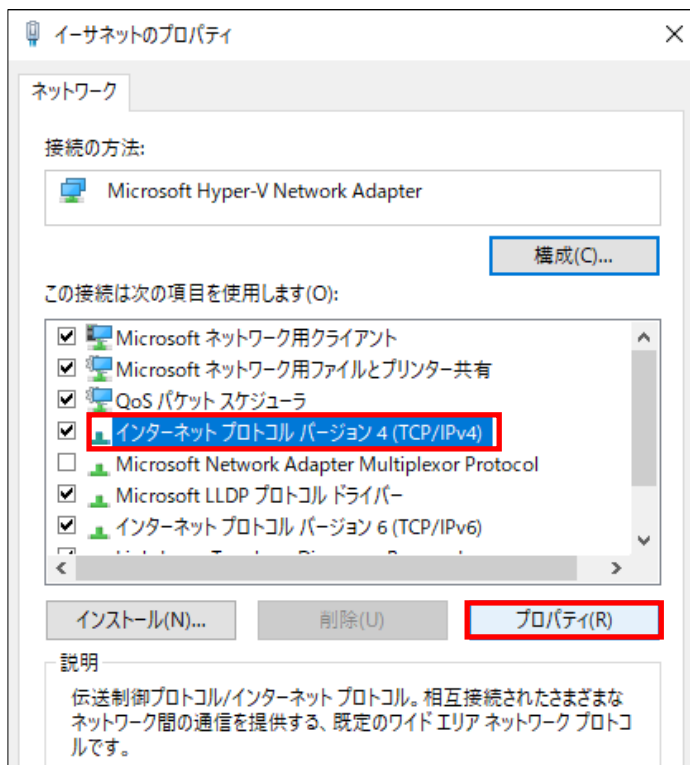 イーサネットのプロパティ
ネットワーク
接続の方法:
Microsoft Hyper-V Network Adapter
構成(C)...
この接続は次の項目を使用します(O):
Microsoft ネットワーク用クライアント
Microsoft ネットワーク用ファイルとプリンター共有
QoS パケット スケジューラ
インターネット プロトコル バージョン 4 (TCP/IPv4)
Microsoft Network Adapter Multiplexor Protocol
Microsoft LLDP プロトコル ドライバー
インターネット プロトコル バージョン 6 (TCP/IPv6)
インストール(N)...
削除(U)
プロパティ(R)
説明
伝送制御プロトコル/インターネット プロトコル。相互接続されたさまざまな
ネットワーク間の通信を提供する、既定のワイド エリア ネットワーク プロトコ
ルです。